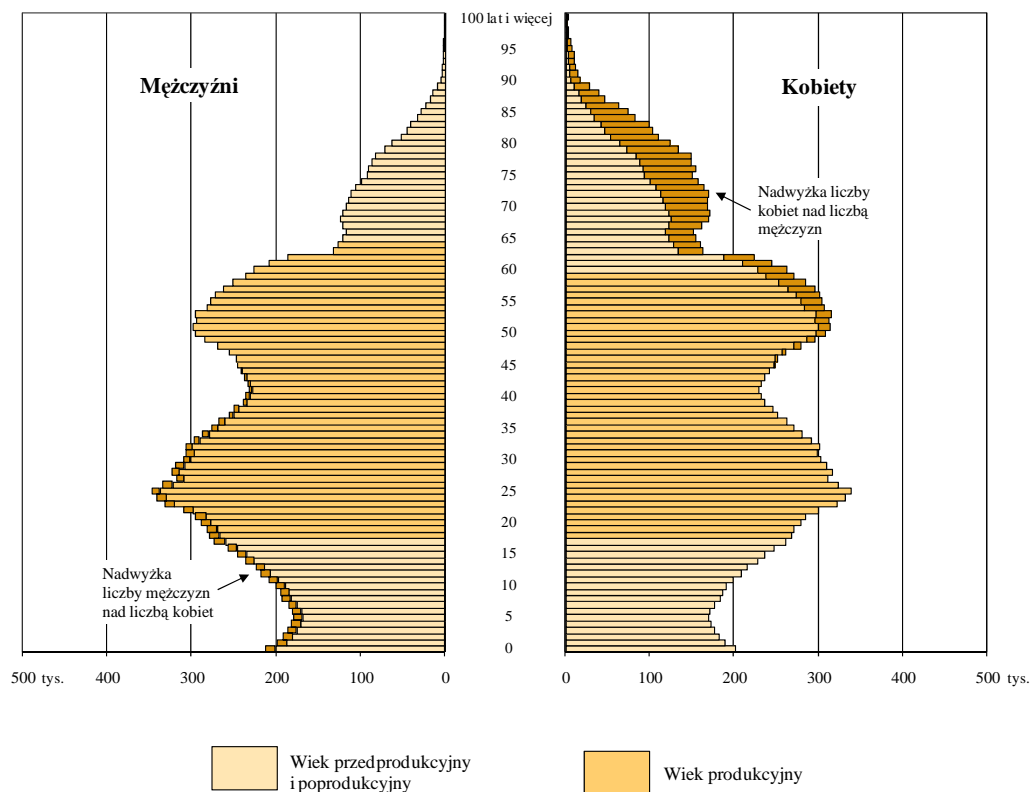 100 lat i więcej
95
90
85
80
75
70
65
60
55
50
45
40
35
30
25
20
15
10
5
0
Mężczyźni
Kobiety
Nadwyżka liczby
kobiet nad liczbą
mężczyzn
Nadwyżka
liczby mężczyzn
nad liczbą kobiet
500 tys. 400 300 200 100 0
0 100 200 300 400 500 tys.
Wiek przedprodukcyjny
i poprodukcyjny
Wiek produkcyjny